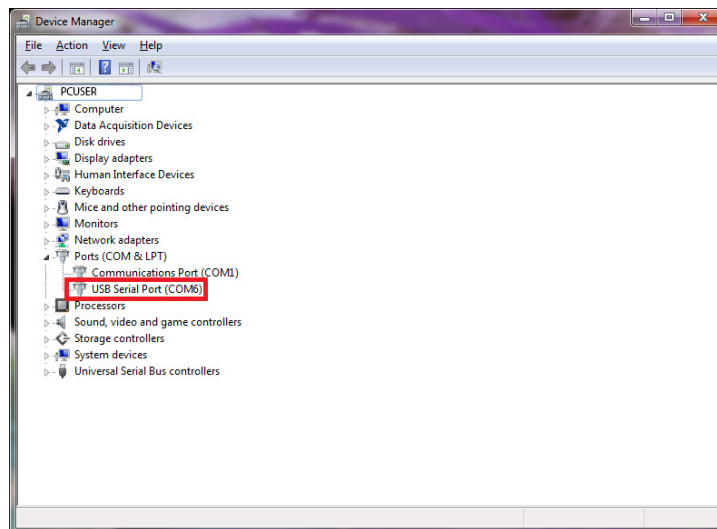 Device Manager
File Action View Help
PCUSER
Computer
Data Acquisition Devices
Disk drives
Display adapters
Human Interface Devices
Keyboards
Mice and other pointing devices
Monitors
Network adapters
Ports (COM & LPT)
Communications Port (COM1)
USB Serial Port (COM6)
Processors
Sound, video and game controllers
Storage controllers
System devices
Universal Serial Bus controllers